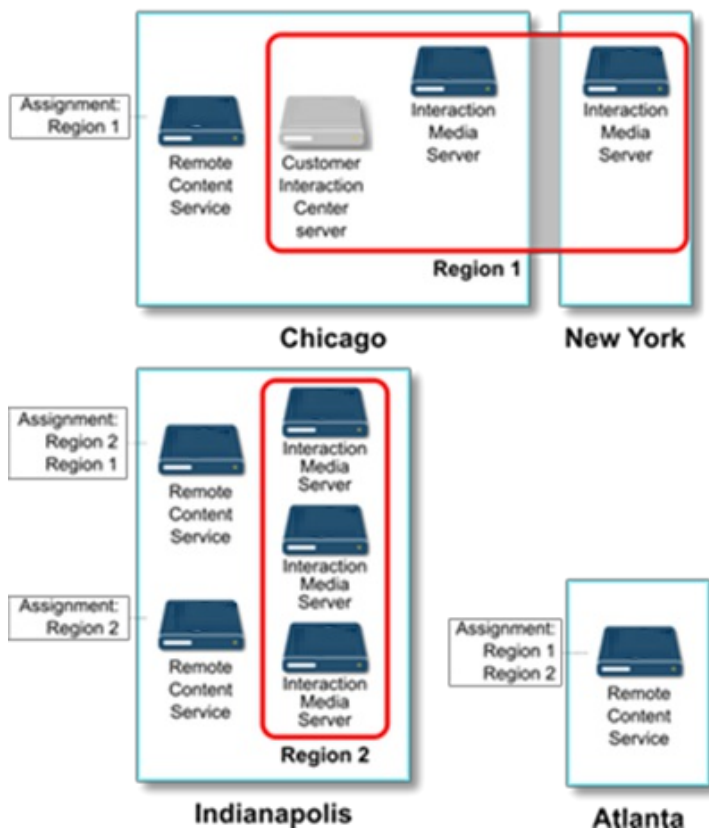 Assignment:
Region 1
Remote
Content
Service
Customer
Interaction
Center
server
Interaction
Media
Server
Interaction
Media
Server
Region 1
Chicago
New York
Assignment:
Region 2
Region 1
Remote
Content
Service
Interaction
Media
Server
Interaction
Media
Server
Assignment:
Region 2
Remote
Content
Service
Interaction
Media
Server
Region 2
Indianapolis
Assignment:
Region 1
Region 2
Remote
Content
Service
Atlanta